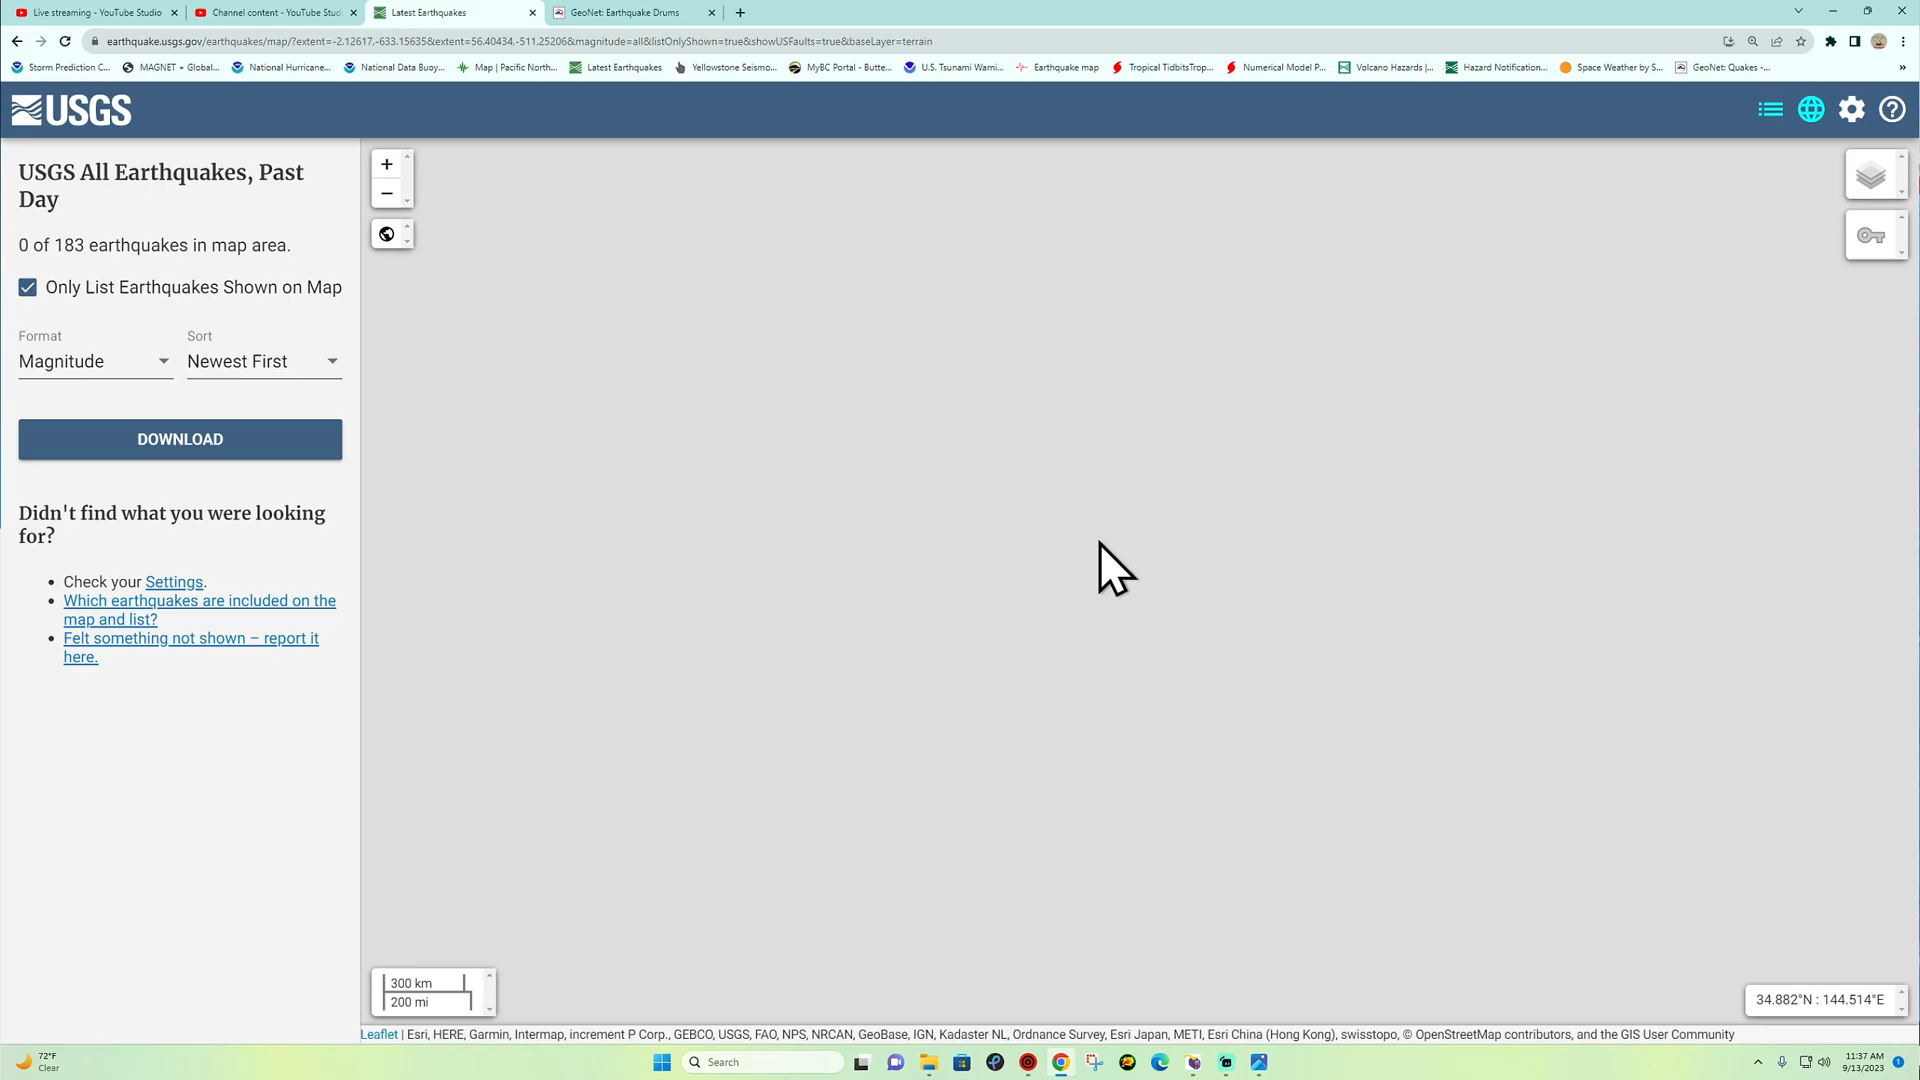 Live streaming - YouTube Studio
Channel content - YouTube Stud
Latest Earthquakes
GeoNet: Earthquake Drums
earthquake.usgs.gov/earthquakes/map/?extent=-2.12617,-633.15635&extent=56.40434,-511.25206&magnitude=all&listOnlyShown=true&showUSFaults=true&baseLayer=terrain
Storm Prediction C...
MAGNET + Global...
National Hurricane...
National Data Buoy...
Map | Pacific North...
Latest Earthquakes
Yellowstone Seismo...
MyBC Portal - Butte...
U.S. Tsunami Warni...
Earthquake map
Tropical TidbitsTrop...
Numerical Model P...
Volcano Hazards |...
Hazard Notification...
Space Weather by S...
GeoNet: Quakes -...
»
USGS
USGS All Earthquakes, Past
Day
0 of 183 earthquakes in map area.
Only List Earthquakes Shown on Map
Format
Sort
Magnitude
Newest First
DOWNLOAD
Didn't find what you were looking
for?
• Check your Settings.
• Which earthquakes are included on the
map and list?
• Felt something not shown – report it
here.
+
−
300 km
200 mi
34.882°N : 144.514°E
Leaflet | Esri, HERE, Garmin, Intermap, increment P Corp., GEBCO, USGS, FAO, NPS, NRCAN, GeoBase, IGN, Kadaster NL, Ordnance Survey, Esri Japan, METI, Esri China (Hong Kong), swisstopo, © OpenStreetMap contributors, and the GIS User Community
72°F
Clear
Search
11:37 AM
9/13/2023
1